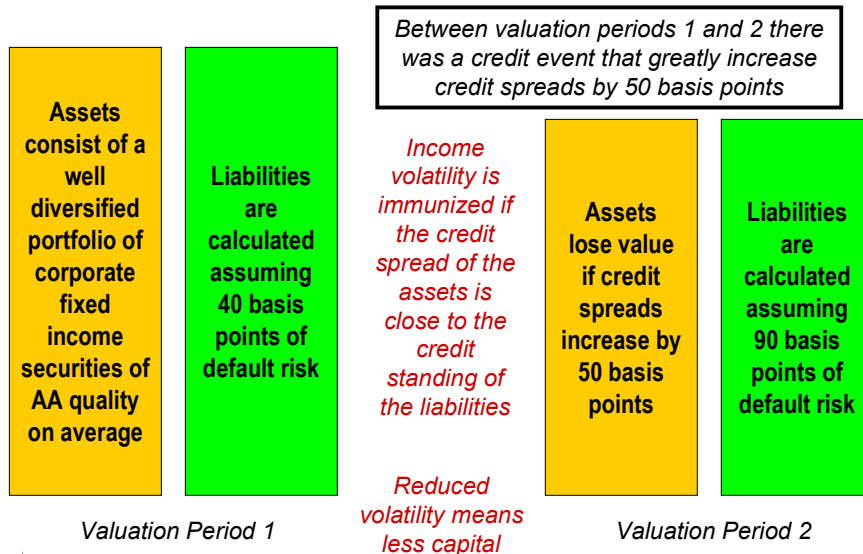 Between valuation periods 1 and 2 there
was a credit event that greatly increase
credit spreads by 50 basis points
Assets
consist of a
well
diversified
portfolio of
corporate
fixed
income
securities of
AA quality
on average
Liabilities
are
calculated
assuming
40 basis
points of
default risk
Income
volatility is
immunized if
the credit
spread of the
assets is
close to the
credit
standing of
the liabilities
Reduced
volatility means
less capital
Assets
lose value
if credit
spreads
increase by
50 basis
points
Liabilities
are
calculated
assuming
90 basis
points of
default risk
Valuation Period 1
Valuation Period 2